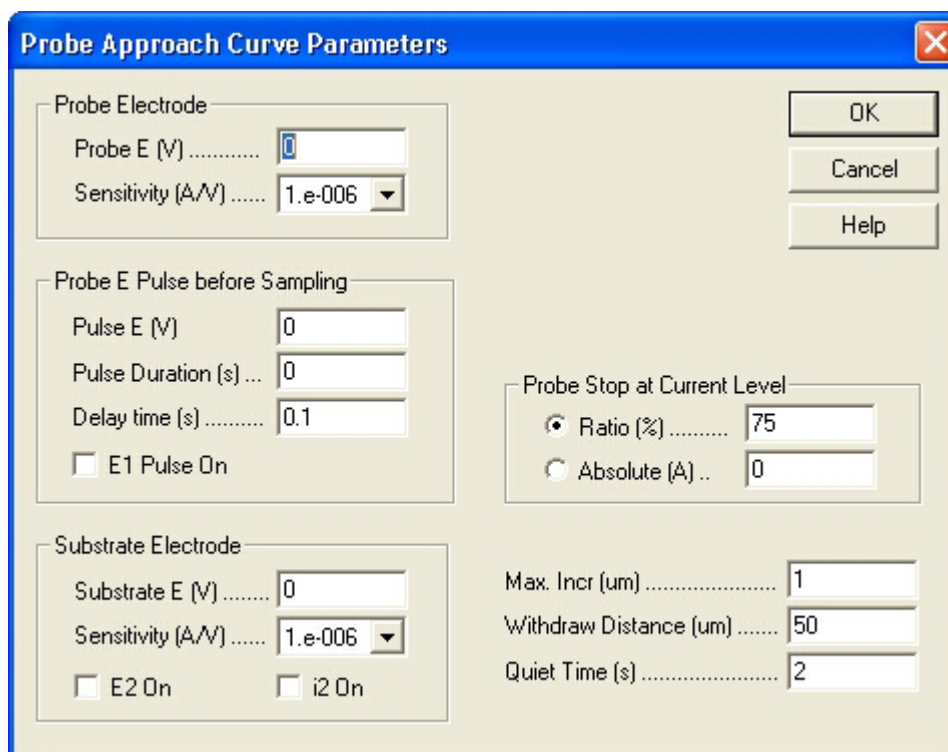 Probe Approach Curve Parameters
Probe Electrode
Probe E (V) ............ 0
Sensitivity (A/V) ...... 1.e-006
OK
Cancel
Help
Probe E Pulse before Sampling
Pulse E (V) 0
Pulse Duration (s) ... 0
Delay time (s) .......... 0.1
E1 Pulse On
Probe Stop at Current Level
Ratio (%) .......... 75
Absolute (A) .. 0
Substrate Electrode
Substrate E (V) ........ 0
Sensitivity (A/V) ...... 1.e-006
E2 On i2 On
Max. Incr (um) ...................... 1
Withdraw Distance (um) ....... 50
Quiet Time (s) ....................... 2